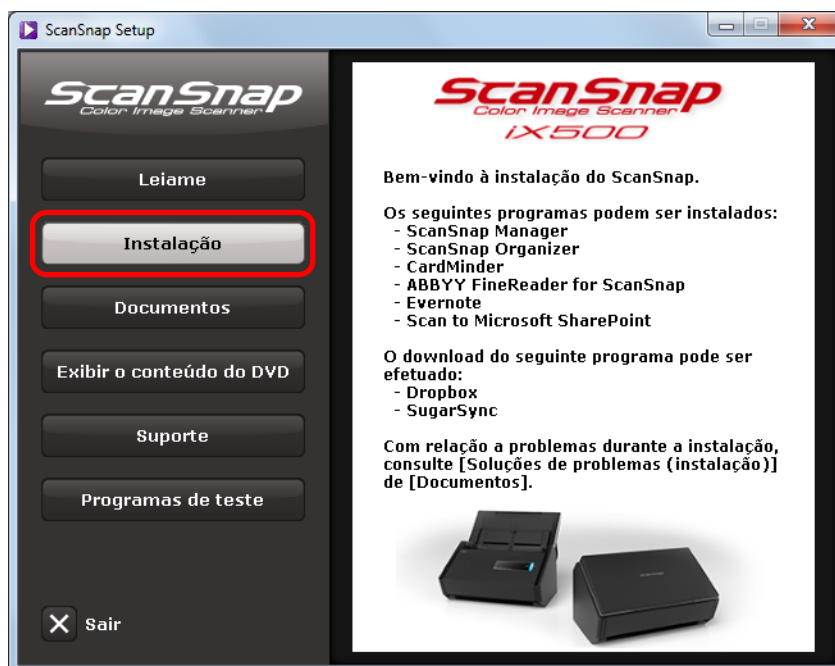 ScanSnap Setup
ScanSnap
Color Image Scanner
Leiame
Instalação
Documentos
Exibir o conteúdo do DVD
Suporte
Programas de teste
Sair
ScanSnap
Color Image Scanner
iX500
Bem-vindo à instalação do ScanSnap.
Os seguintes programas podem ser instalados:
- ScanSnap Manager
- ScanSnap Organizer
- CardMinder
- ABBYY FineReader for ScanSnap
- Evernote
- Scan to Microsoft SharePoint
O download do seguinte programa pode ser
efetuado:
- Dropbox
- SugarSync
Com relação a problemas durante a instalação,
consulte [Soluções de problemas (instalação)]
de [Documentos].